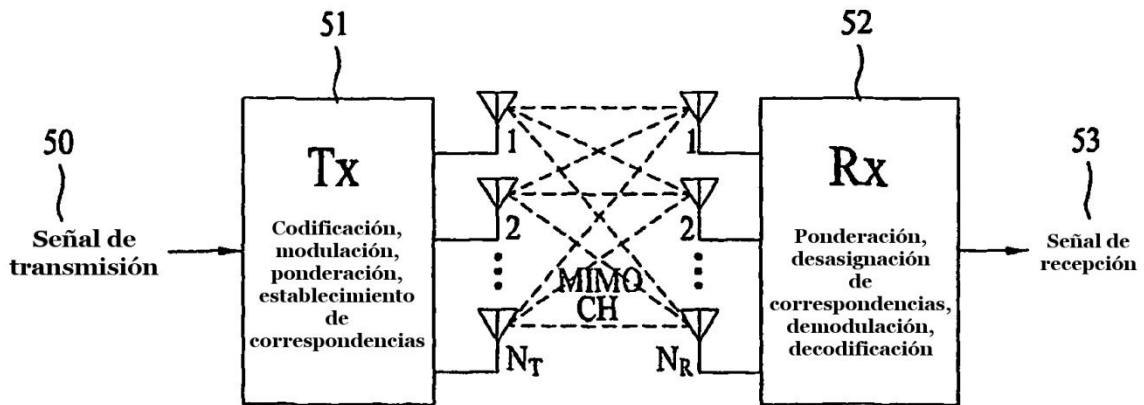 51
52
50
53
Tx
Rx
1
1
2
2
Señal de
transmisión
Codificación,
modulación,
ponderación,
establecimiento
de
correspondencias
MIMO
CH
N_T
N_R
Ponderación,
desasignación
de
correspondencias,
demodulación,
decodificación
Señal de
recepción